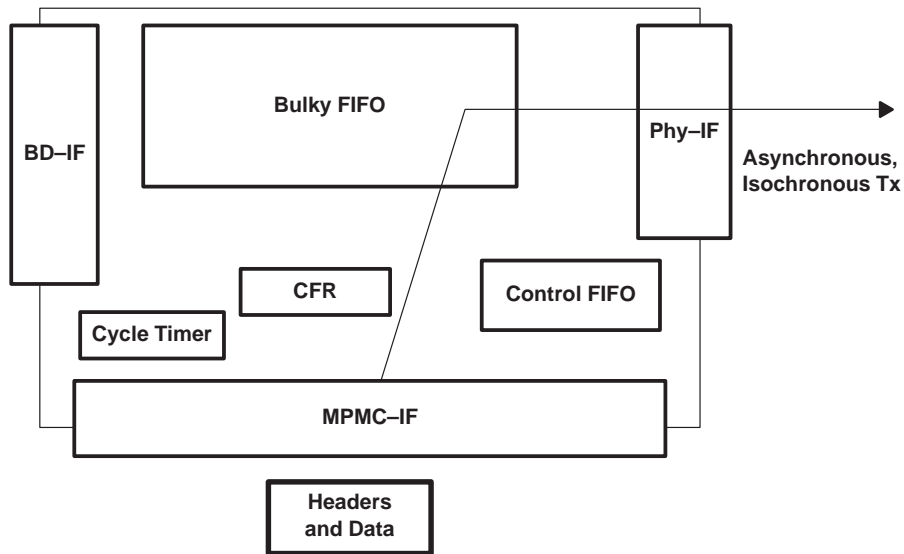 Bulky FIFO
BD–IF
Phy–IF
Asynchronous,
Isochronous Tx
CFR
Control FIFO
Cycle Timer
MPMC–IF
Headers
and Data